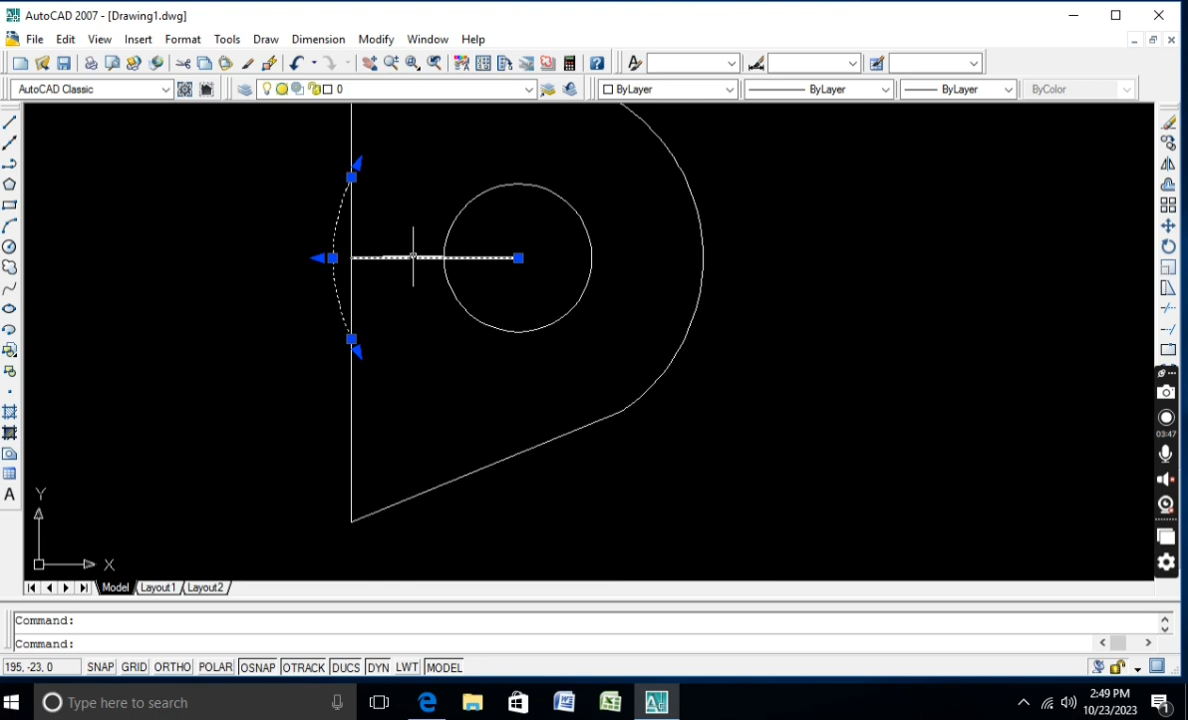 AutoCAD 2007 - [Drawing1.dwg]
File Edit View Insert Format Tools Draw Dimension Modify Window Help
AutoCAD Classic 0 ByLayer ByLayer ByLayer ByColor
A
03:47
Y
X
Model Layout1 Layout2
Command:
Command:
195, -23, 0 SNAP GRID ORTHO POLAR OSNAP OTRACK DUCS DYN LWT MODEL
Type here to search
2:49 PM
10/23/2023
1